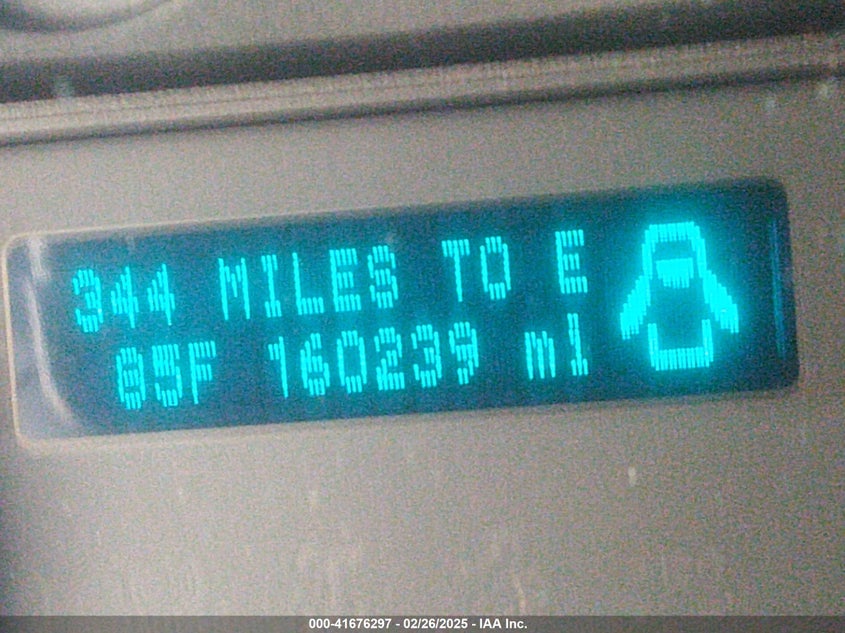 344 MILES TO E
85F 160239 mi
000-41676297 - 02/26/2025 - IAA Inc.